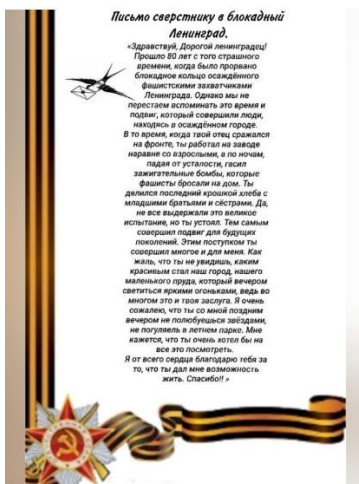 Письмо сверстнику в блокадный
Ленинград.
«Здравствуй, Дорогой ленинградец!
Прошло 80 лет с того страшного
времени, когда было прорвано
блокадное кольцо осаждённого
фашистскими захватчиками
Ленинграда. Однако мы не
перестаем вспоминать это время и
подвиг, который совершили люди,
находясь в осаждённом городе.
В то время, когда твой отец сражался
на фронте, ты работал на заводе
наравне со взрослыми, а по ночам,
падая от усталости, гасил
зажигательные бомбы, которые
фашисты бросали на дом. Ты
делился последний крошкой хлеба с
младшими братьями и сёстрами. Да,
не все выдержали это великое
испытание, но ты устоял. Тем самым
совершил подвиг для будущих
поколений. Этим поступком ты
совершил многое и для меня. Как
жаль, что ты не увидишь, каким
красивым стал наш город, нашего
маленького пруда, который вечером
светиться яркими огоньками, ведь во
многом это и твоя заслуга. Я очень
сожалею, что ты со мной поздним
вечером не полюбуешься звёздами,
не погуляель в летнем парке. Мне
кажется, что ты очень хотел бы на
все это посмотреть.
Я от всего сердца благодарю тебя за
то, что ты дал мне возможность
жить. Спасибо!! »